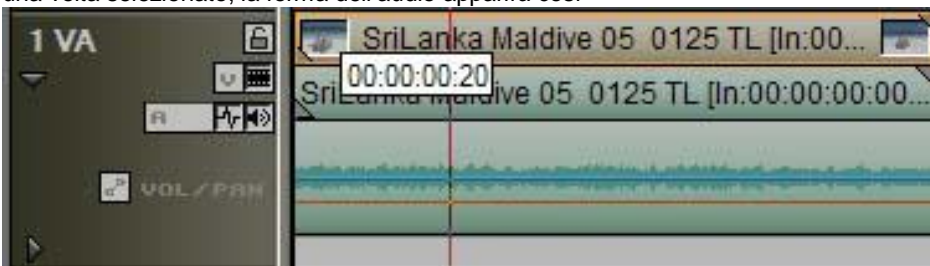 una volta selezionato, la forma dell'audio apparirà così
1 VA
SriLanka Maldive 05 0125 TL [In:00...
00:00:00:20
SriLanka Maldive 05 0125 TL [In:00:00:00:00...
V
A
VOL/PAN